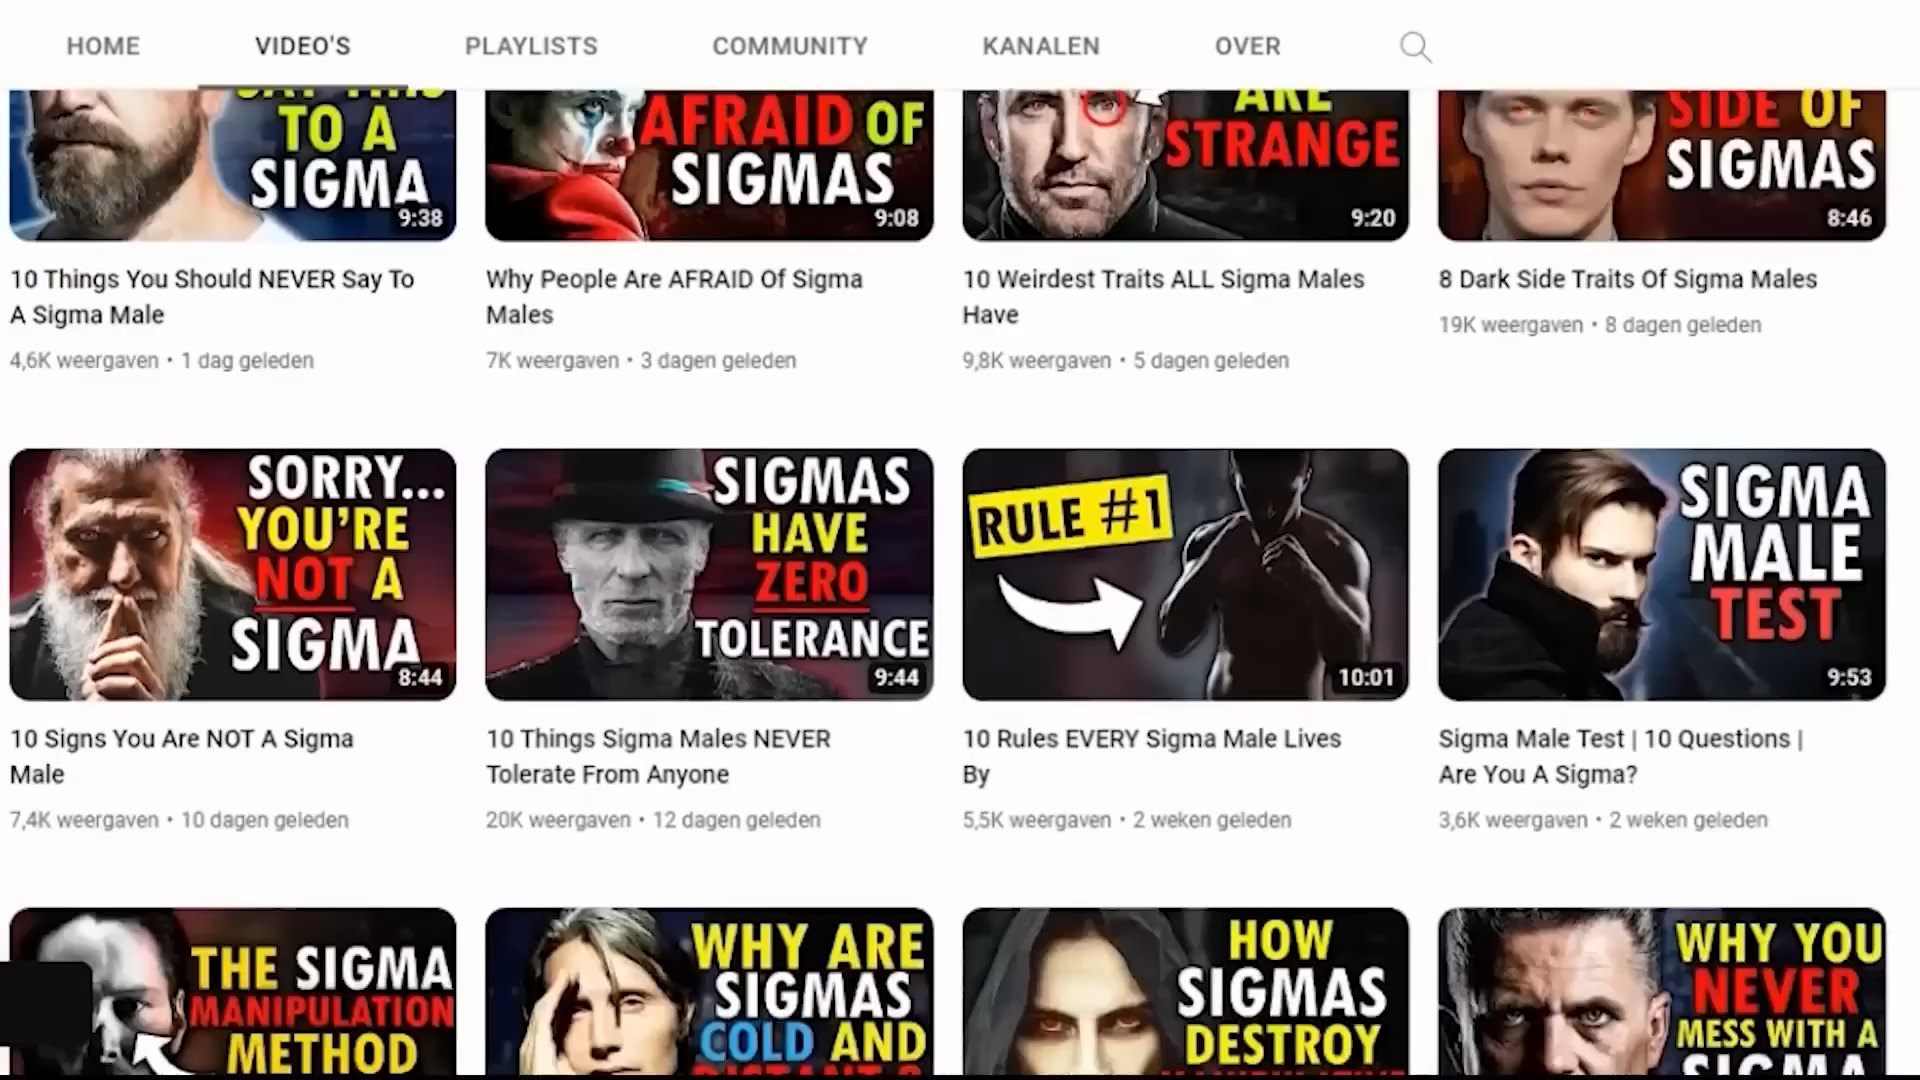 HOME
VIDEO'S
PLAYLISTS
COMMUNITY
KANALEN
OVER
TO A
SIGMA
9:38
AFRAID OF
SIGMAS
9:08
ARE
STRANGE
9:20
SIDE OF
SIGMAS
8:46
10 Things You Should NEVER Say To
A Sigma Male
4,6K weergaven • 1 dag geleden
Why People Are AFRAID Of Sigma
Males
7K weergaven • 3 dagen geleden
10 Weirdest Traits ALL Sigma Males
Have
9,8K weergaven • 5 dagen geleden
8 Dark Side Traits Of Sigma Males
19K weergaven • 8 dagen geleden
SORRY...
YOU'RE
NOT A
SIGMA
8:44
SIGMAS
HAVE
ZERO
TOLERANCE
9:44
RULE #1
10:01
SIGMA
MALE
TEST
9:53
10 Signs You Are NOT A Sigma
Male
7,4K weergaven • 10 dagen geleden
10 Things Sigma Males NEVER
Tolerate From Anyone
20K weergaven • 12 dagen geleden
10 Rules EVERY Sigma Male Lives
By
5,5K weergaven • 2 weken geleden
Sigma Male Test | 10 Questions |
Are You A Sigma?
3,6K weergaven • 2 weken geleden
THE SIGMA
MANIPULATION
METHOD
WHY ARE
SIGMAS
COLD AND
HOW
SIGMAS
DESTROY
WHY YOU
NEVER
MESS WITH A
SIGMA